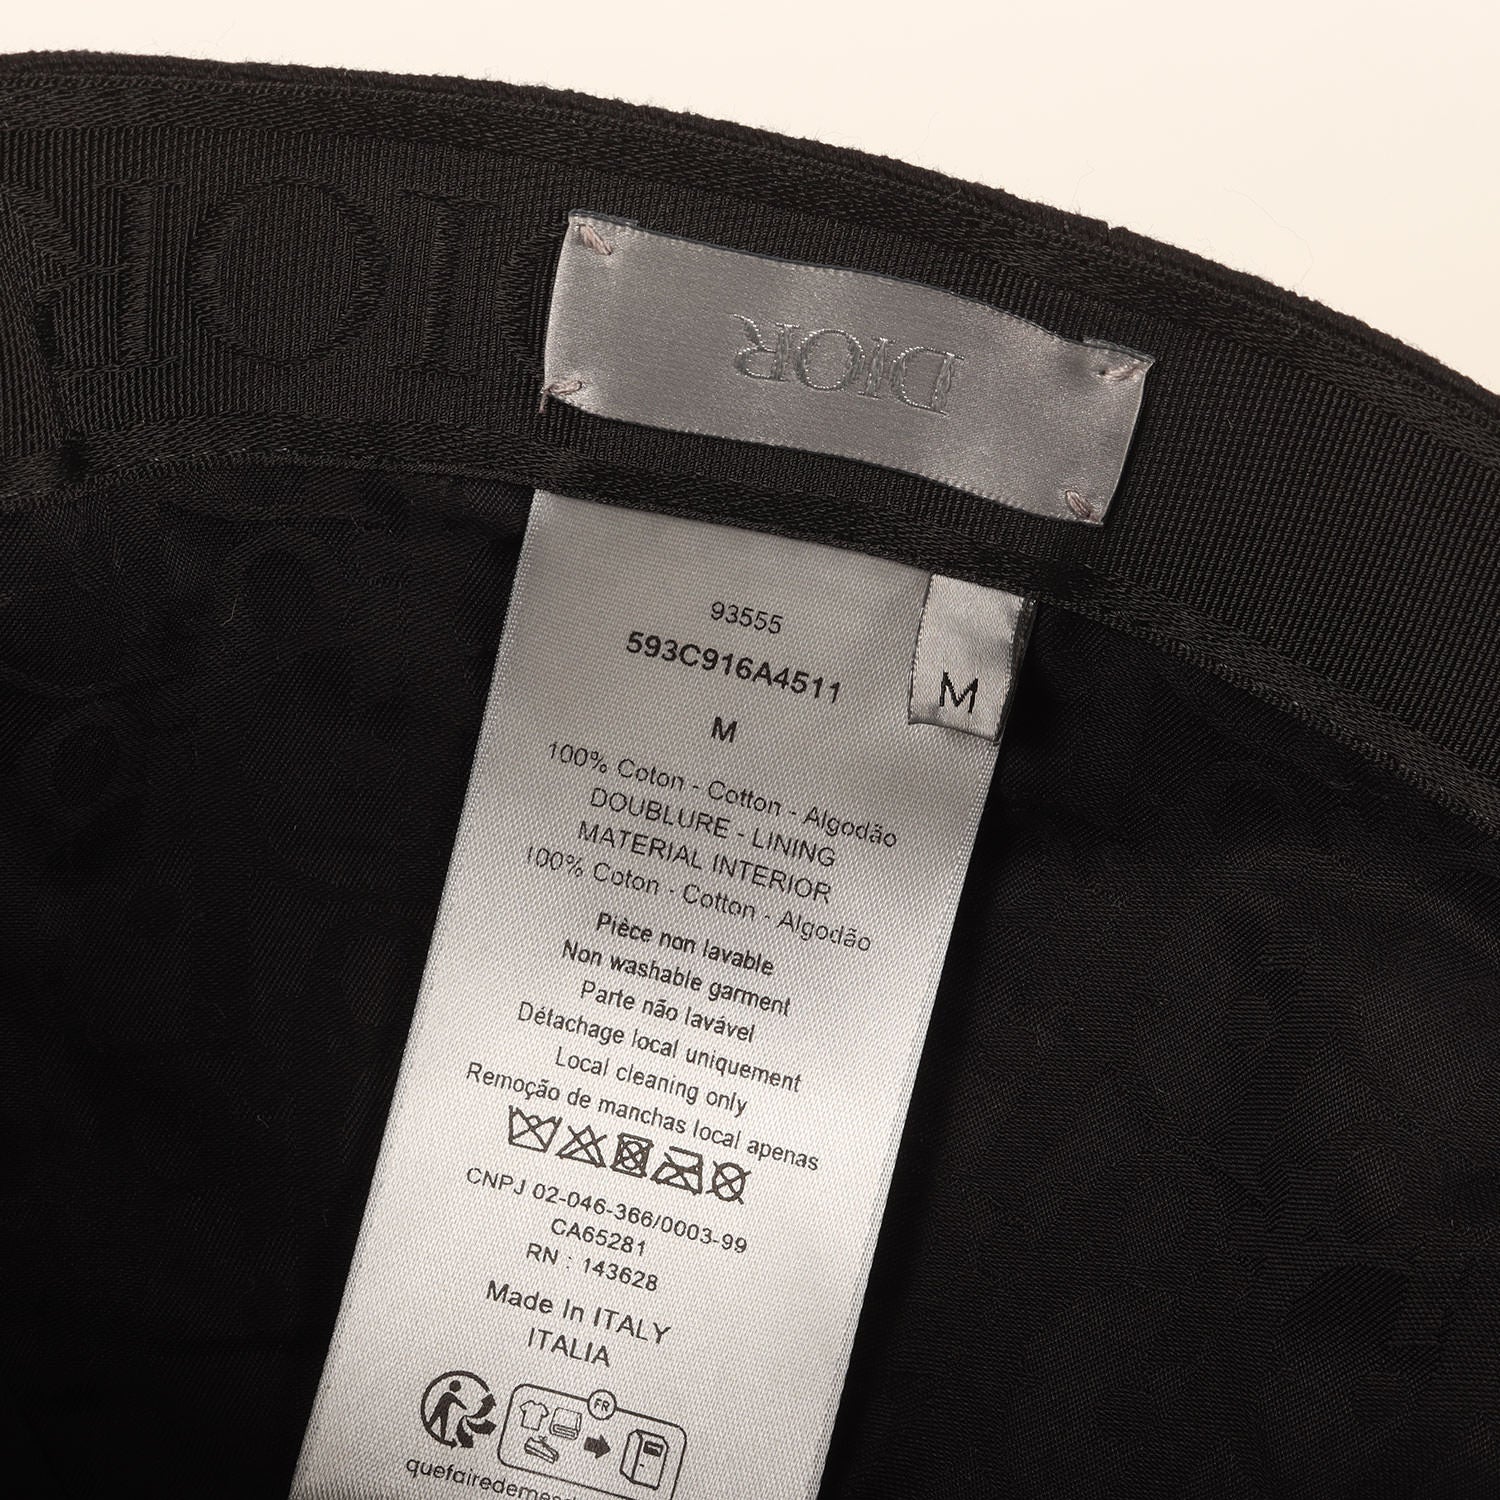 DIOR
DIOR
93555
593C916A4511
M
M
100% Coton - Cotton - Algodão
DOUBLURE - LINING
MATERIAL INTERIOR
100% Coton - Cotton - Algodão
Pièce non lavable
Non washable garment
Parte não lavável
Détachage local uniquement
Local cleaning only
Remoção de manchas local apenas
CNPJ 02-046-366/0003-99
CA65281
RN : 143628
Made In ITALY
ITALIA
FR